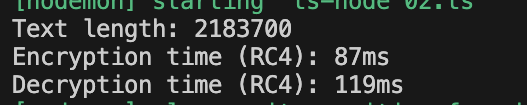 [nodemon] starting `ts-node 02.ts`
Text length: 2183700
Encryption time (RC4): 87ms
Decryption time (RC4): 119ms